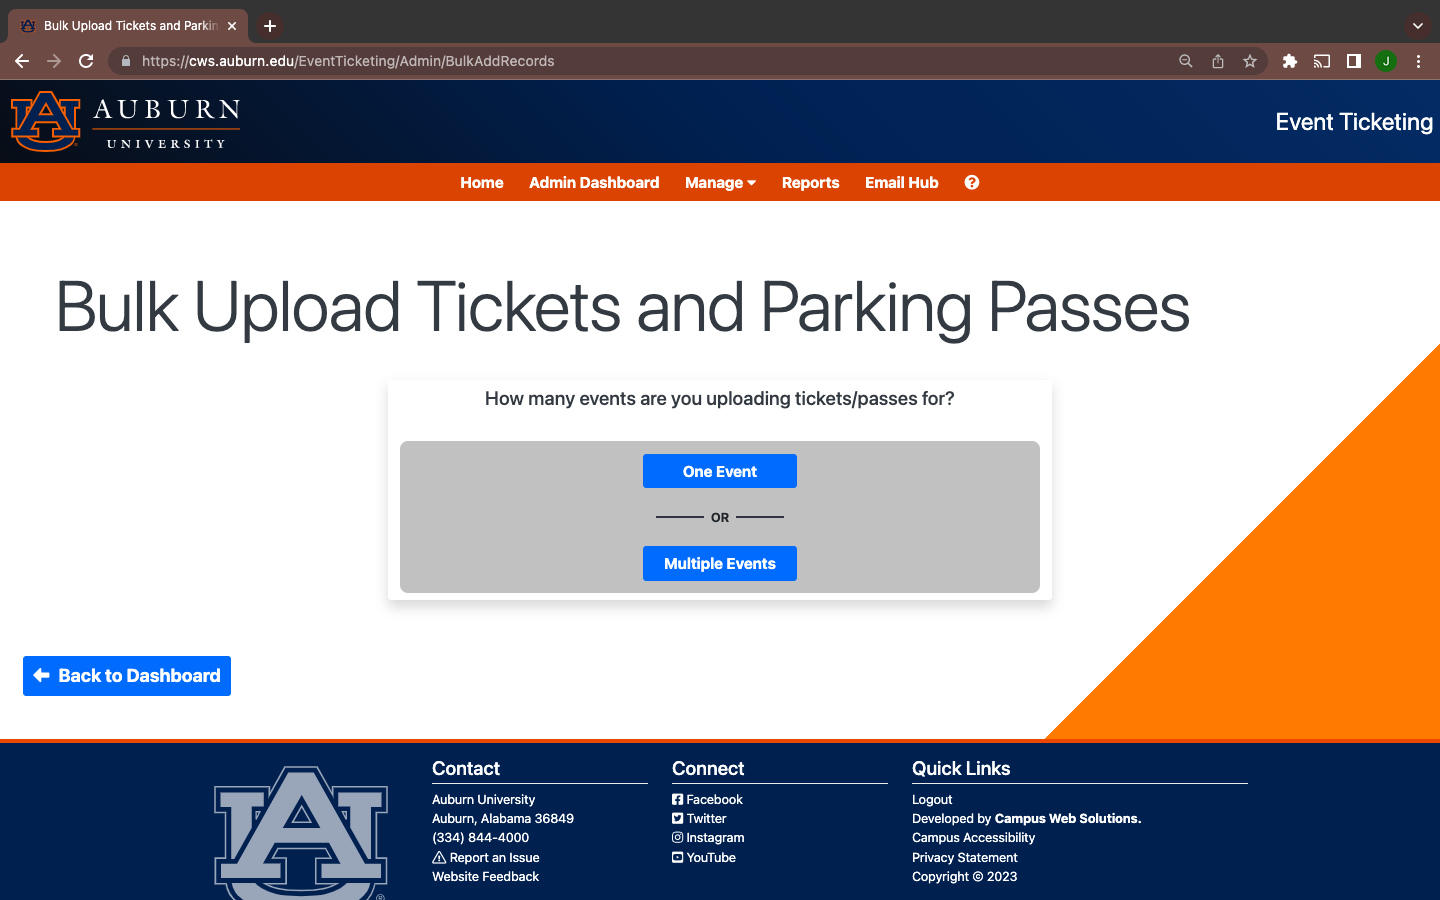 Bulk Upload Tickets and Parkin
https://cws.auburn.edu/EventTicketing/Admin/BulkAddRecords
J
AUBURN
UNIVERSITY
Event Ticketing
Home Admin Dashboard Manage Reports Email Hub
Bulk Upload Tickets and Parking Passes
How many events are you uploading tickets/passes for?
One Event
OR
Multiple Events
Back to Dashboard
Contact
Auburn University
Auburn, Alabama 36849
(334) 844-4000
Report an Issue
Website Feedback
Connect
Facebook
Twitter
Instagram
YouTube
Quick Links
Logout
Developed by Campus Web Solutions.
Campus Accessibility
Privacy Statement
Copyright © 2023
AU
®